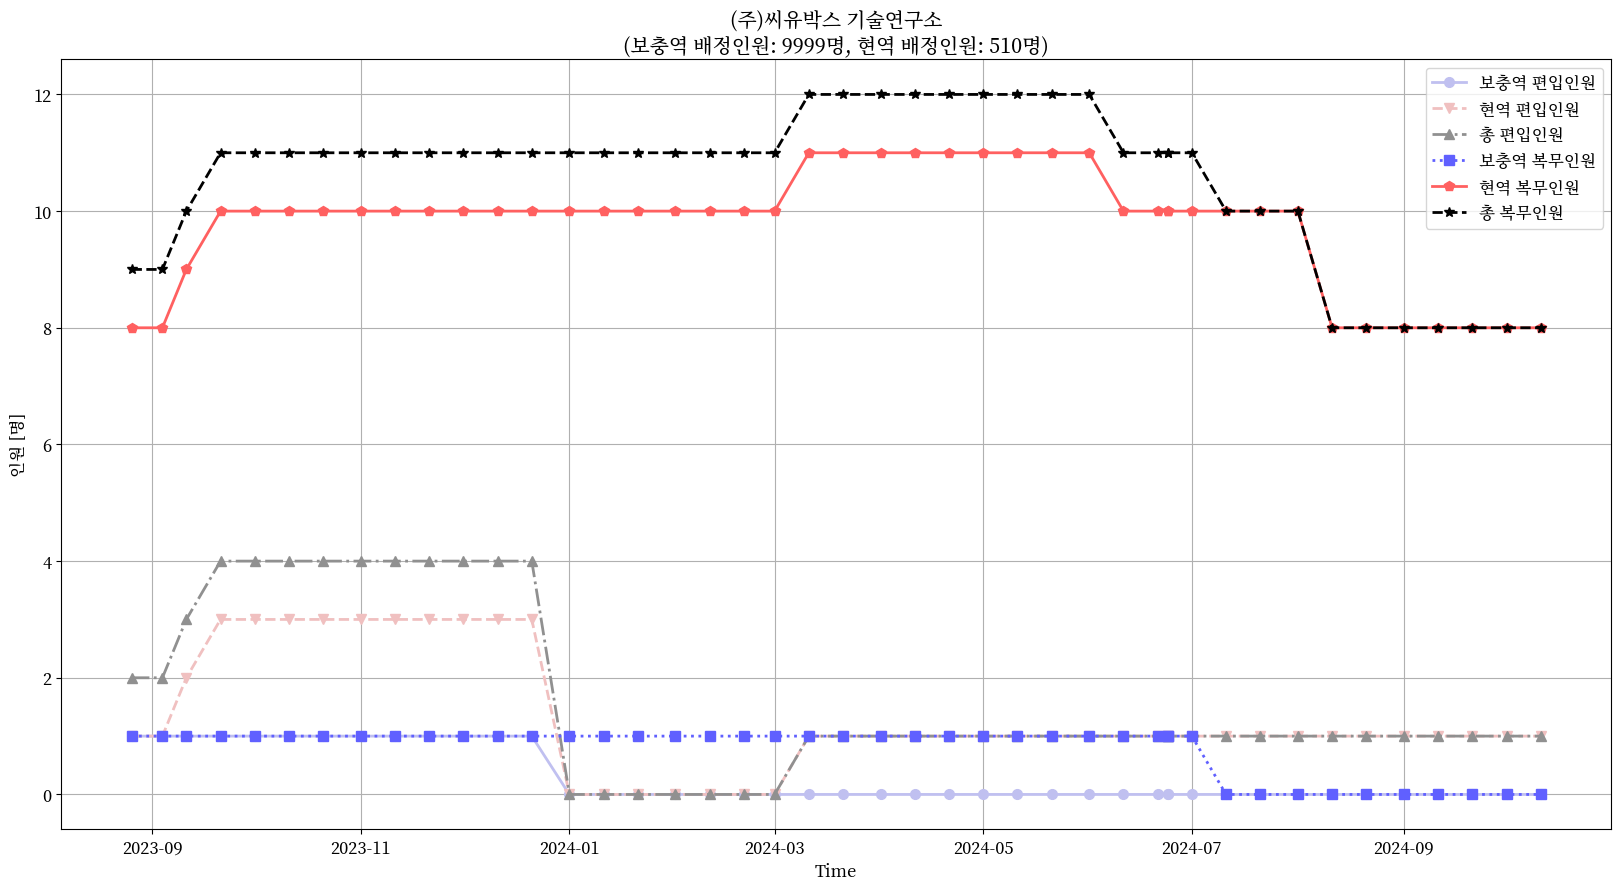 (주)씨유박스 기술연구소
(보충역 배정인원: 9999명, 현역 배정인원: 510명)
보충역 편입인원
현역 편입인원
총 편입인원
보충역 복무인원
현역 복무인원
총 복무인원
인원 [명]
12
10
8
6
4
2
0
2023-09
2023-11
2024-01
2024-03
2024-05
2024-07
2024-09
Time